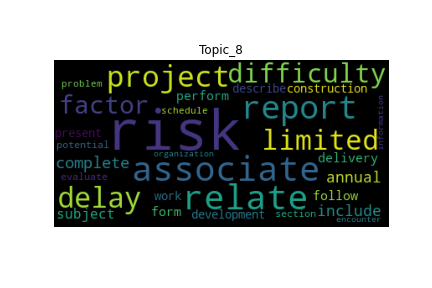 Topic_8
problem project difficulty
perform describe construction
factor schedule report information
risk
present limited
potential organization
complete associate delivery
evaluate annual
delay work relate follow
subject form development section include
encounter